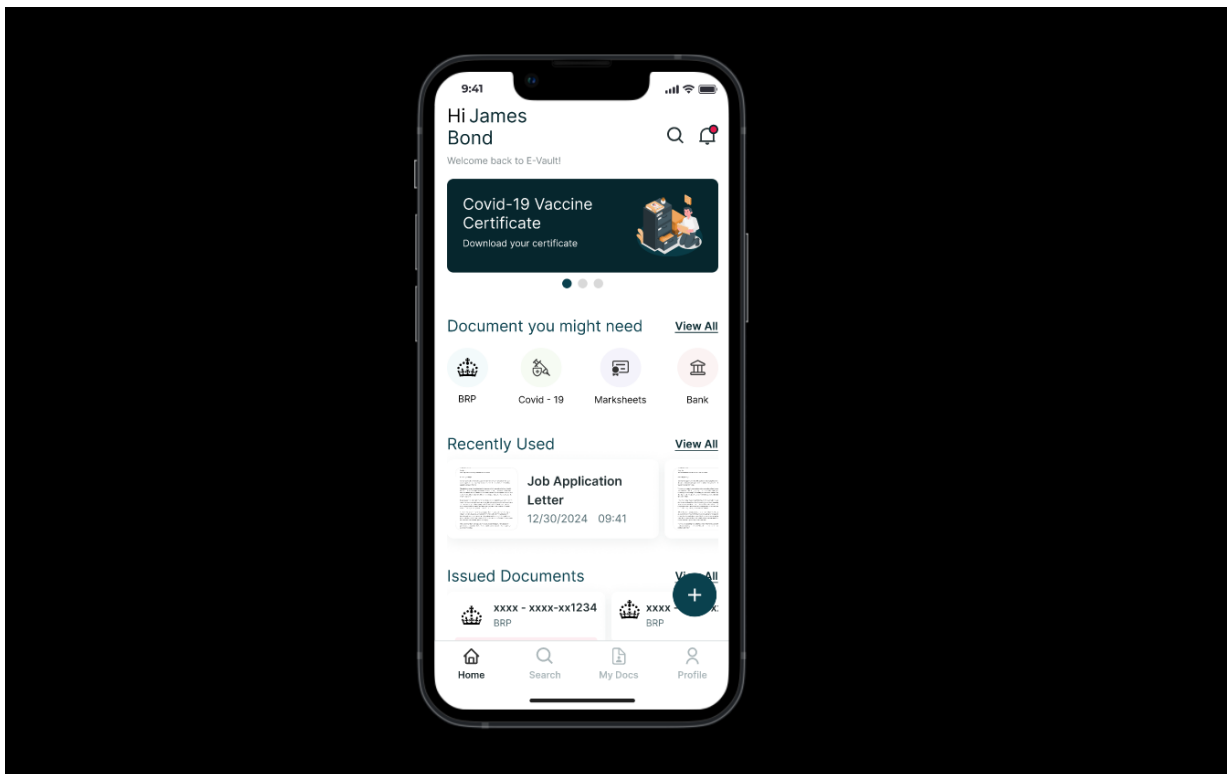 9:41
Hi James
Bond
Welcome back to E-Vault!
Covid-19 Vaccine
Certificate
Download your certificate
Document you might need View All
BRP Covid - 19 Marksheets Bank
Recently Used View All
Job Application
Letter
12/30/2024 09:41
Issued Documents
xxxx - xxxx-xx1234 xxxx -
BRP BRP
Home Search My Docs Profile